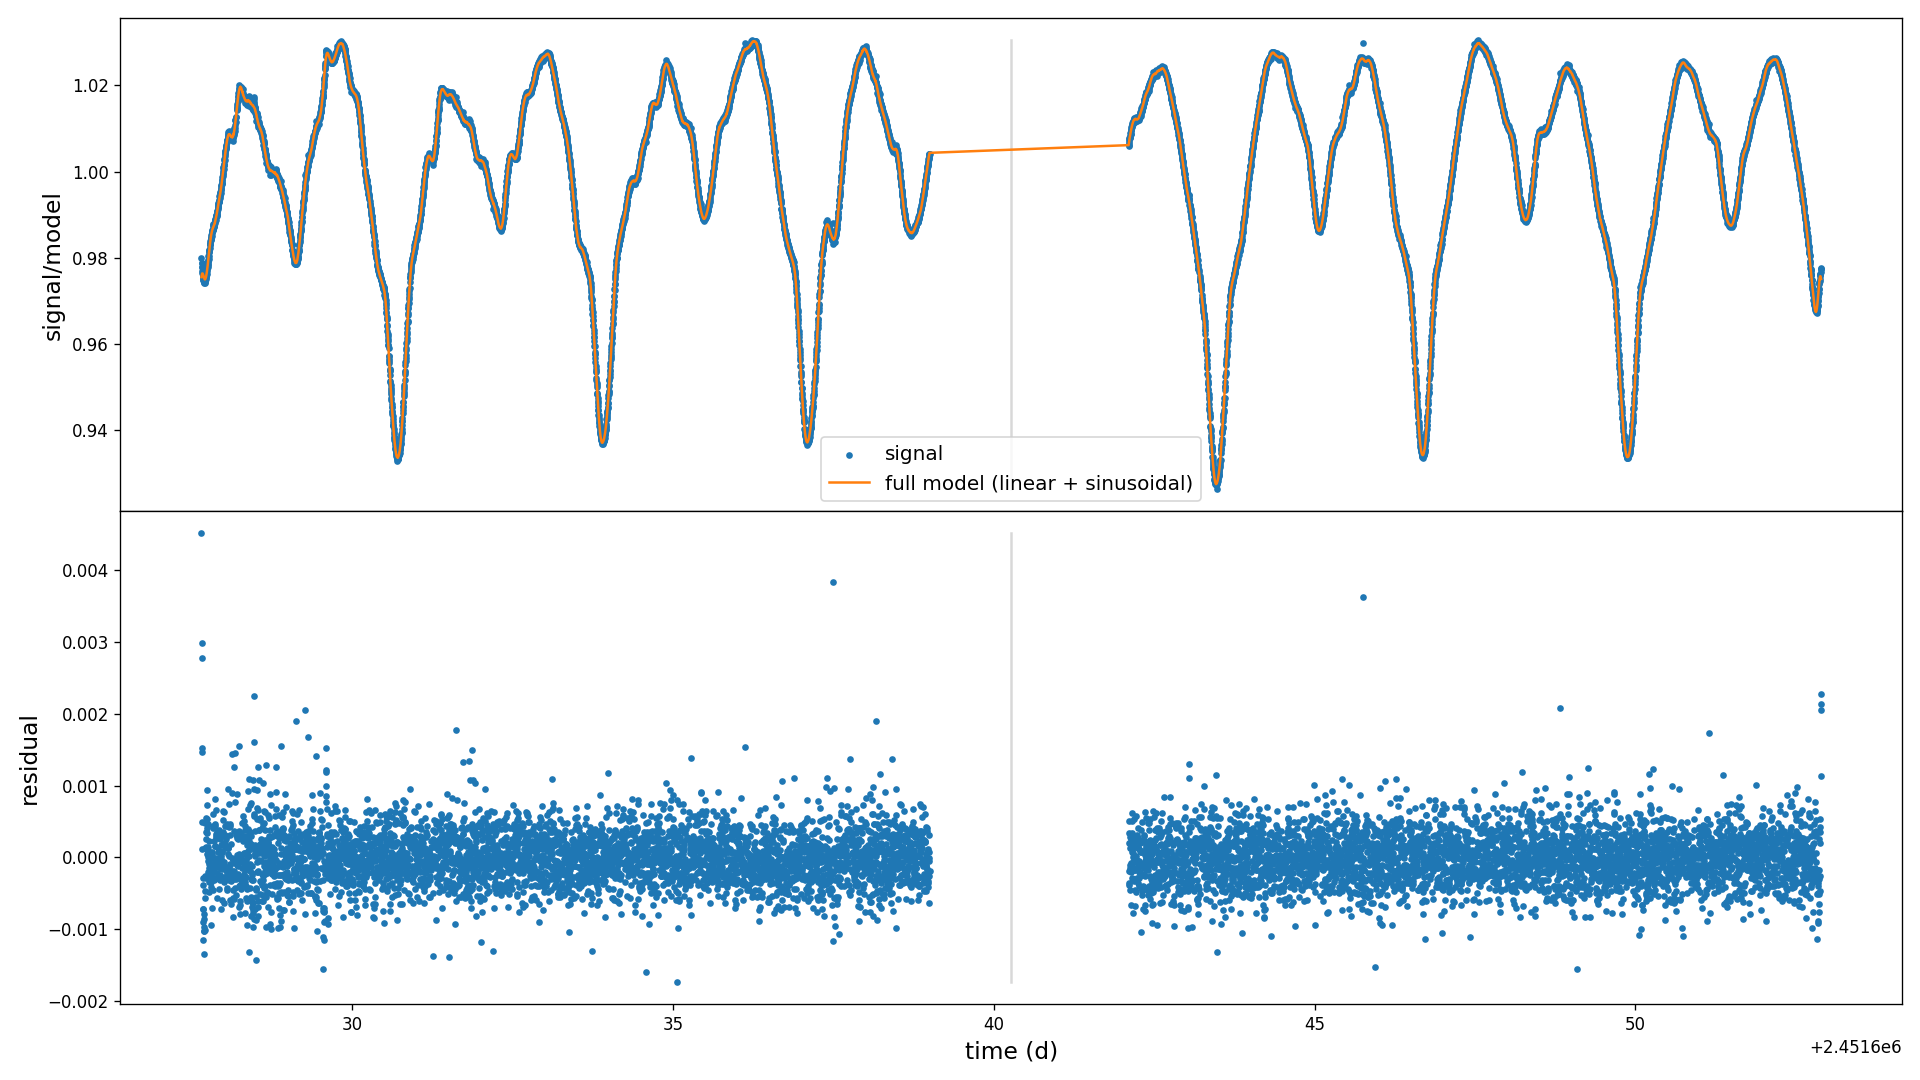 signal/model
1.02
1.00
0.98
0.96
0.94
signal
full model (linear + sinusoidal)
residual
0.004
0.003
0.002
0.001
0.000
−0.001
−0.002
30
35
40
45
50
time (d)
+2.4516e6